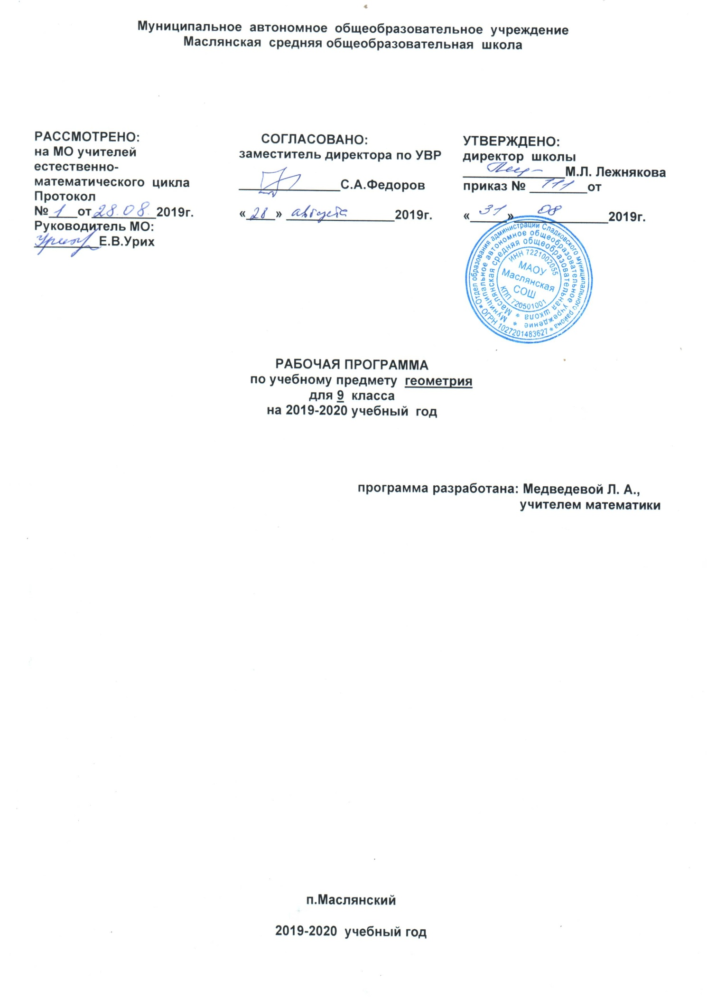 Муниципальное автономное общеобразовательное учреждение
Маслянская средняя общеобразовательная школа
РАССМОТРЕНО:
на МО учителей
естественно-
математического цикла
Протокол
№ 1 от 28.08. 2019г.
Руководитель МО:
Е.В.Урих
СОГЛАСОВАНО:
заместитель директора по УВР
С.А.Федоров
«28» августа 2019г.
УТВЕРЖДЕНО:
директор школы
М.Л. Лежнякова
приказ № 111 от
«31» 08 2019г.
Отдел образования администрации Сладковского муниципального района * ОГРН 1027201483627 *
Муниципальное автономное общеобразовательное учреждение *
Маслянская средняя общеобразовательная школа *
ИНН 7221002055
МАОУ
Маслянская
СОШ
КПП 720501001
РАБОЧАЯ ПРОГРАММА
по учебному предмету геометрия
для 9 класса
на 2019-2020 учебный год
программа разработана: Медведевой Л. А.,
учителем математики
п.Маслянский
2019-2020 учебный год